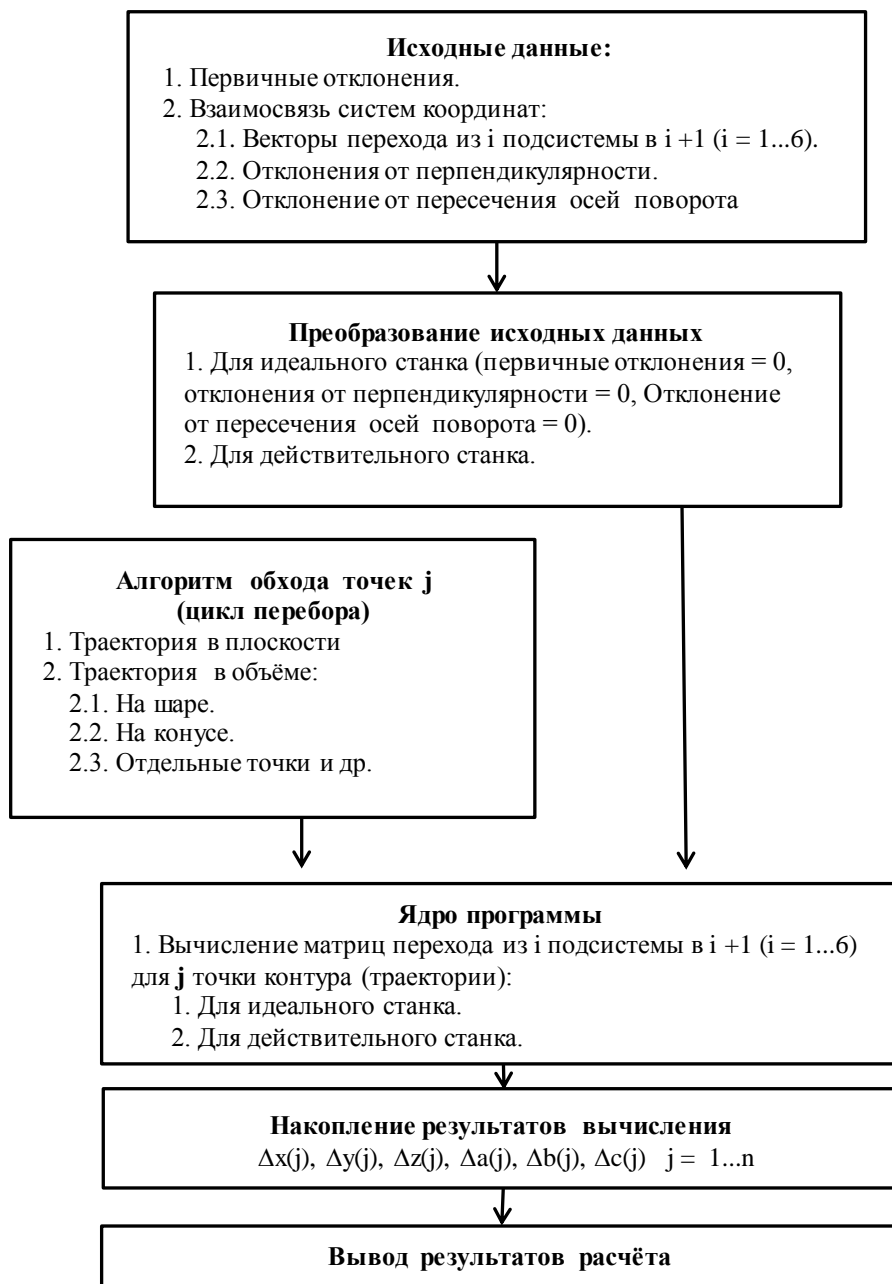 Исходные данные:
1. Первичные отклонения.
2. Взаимосвязь систем координат:
2.1. Векторы перехода из i подсистемы в i +1 (i = 1...6).
2.2. Отклонения от перпендикулярности.
2.3. Отклонение от пересечения осей поворота
Преобразование исходных данных
1. Для идеального станка (первичные отклонения = 0,
отклонения от перпендикулярности = 0, Отклонение
от пересечения осей поворота = 0).
2. Для действительного станка.
Алгоритм обхода точек j
(цикл перебора)
1. Траектория в плоскости
2. Траектория в объёме:
2.1. На шаре.
2.2. На конусе.
2.3. Отдельные точки и др.
Ядро программы
1. Вычисление матриц перехода из i подсистемы в i +1 (i = 1...6)
для j точки контура (траектории):
1. Для идеального станка.
2. Для действительного станка.
Накопление результатов вычисления
Δx(j), Δy(j), Δz(j), Δa(j), Δb(j), Δc(j) j = 1...n
Вывод результатов расчёта